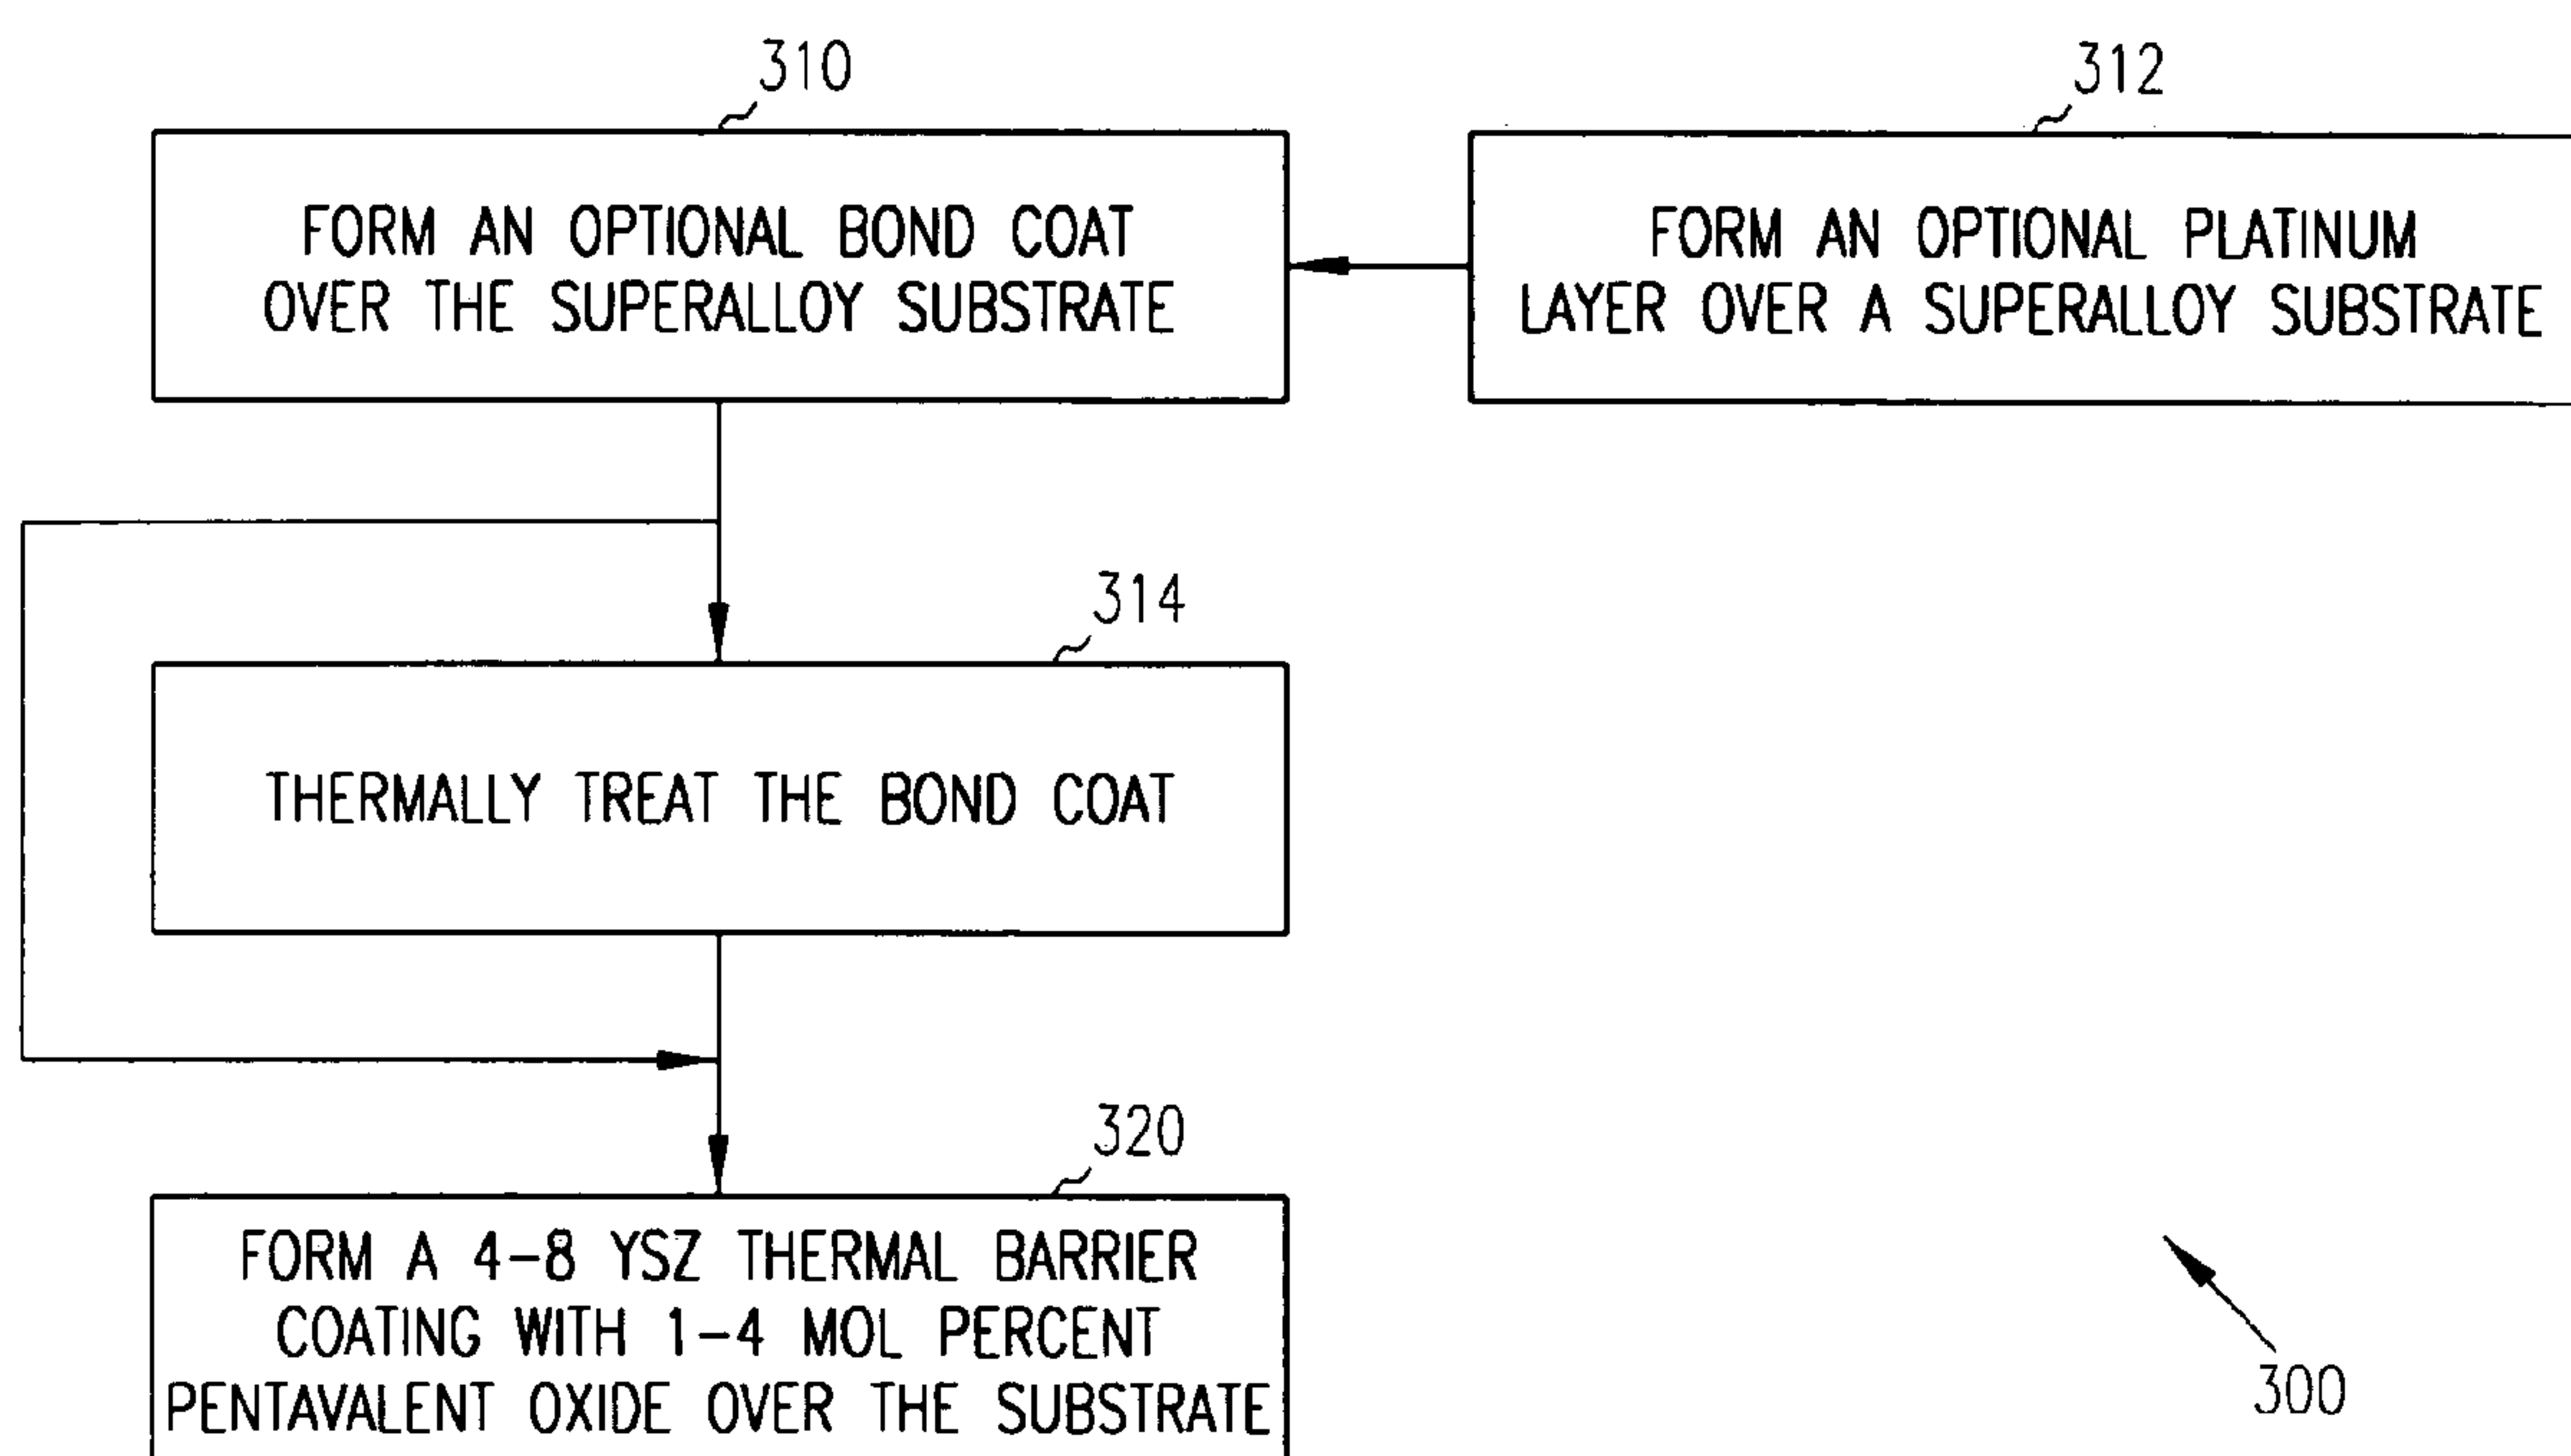 310
FORM AN OPTIONAL BOND COAT
OVER THE SUPERALLOY SUBSTRATE
312
FORM AN OPTIONAL PLATINUM
LAYER OVER A SUPERALLOY SUBSTRATE
314
THERMALLY TREAT THE BOND COAT
320
FORM A 4-8 YSZ THERMAL BARRIER
COATING WITH 1-4 MOL PERCENT
PENTAVALENT OXIDE OVER THE SUBSTRATE
300